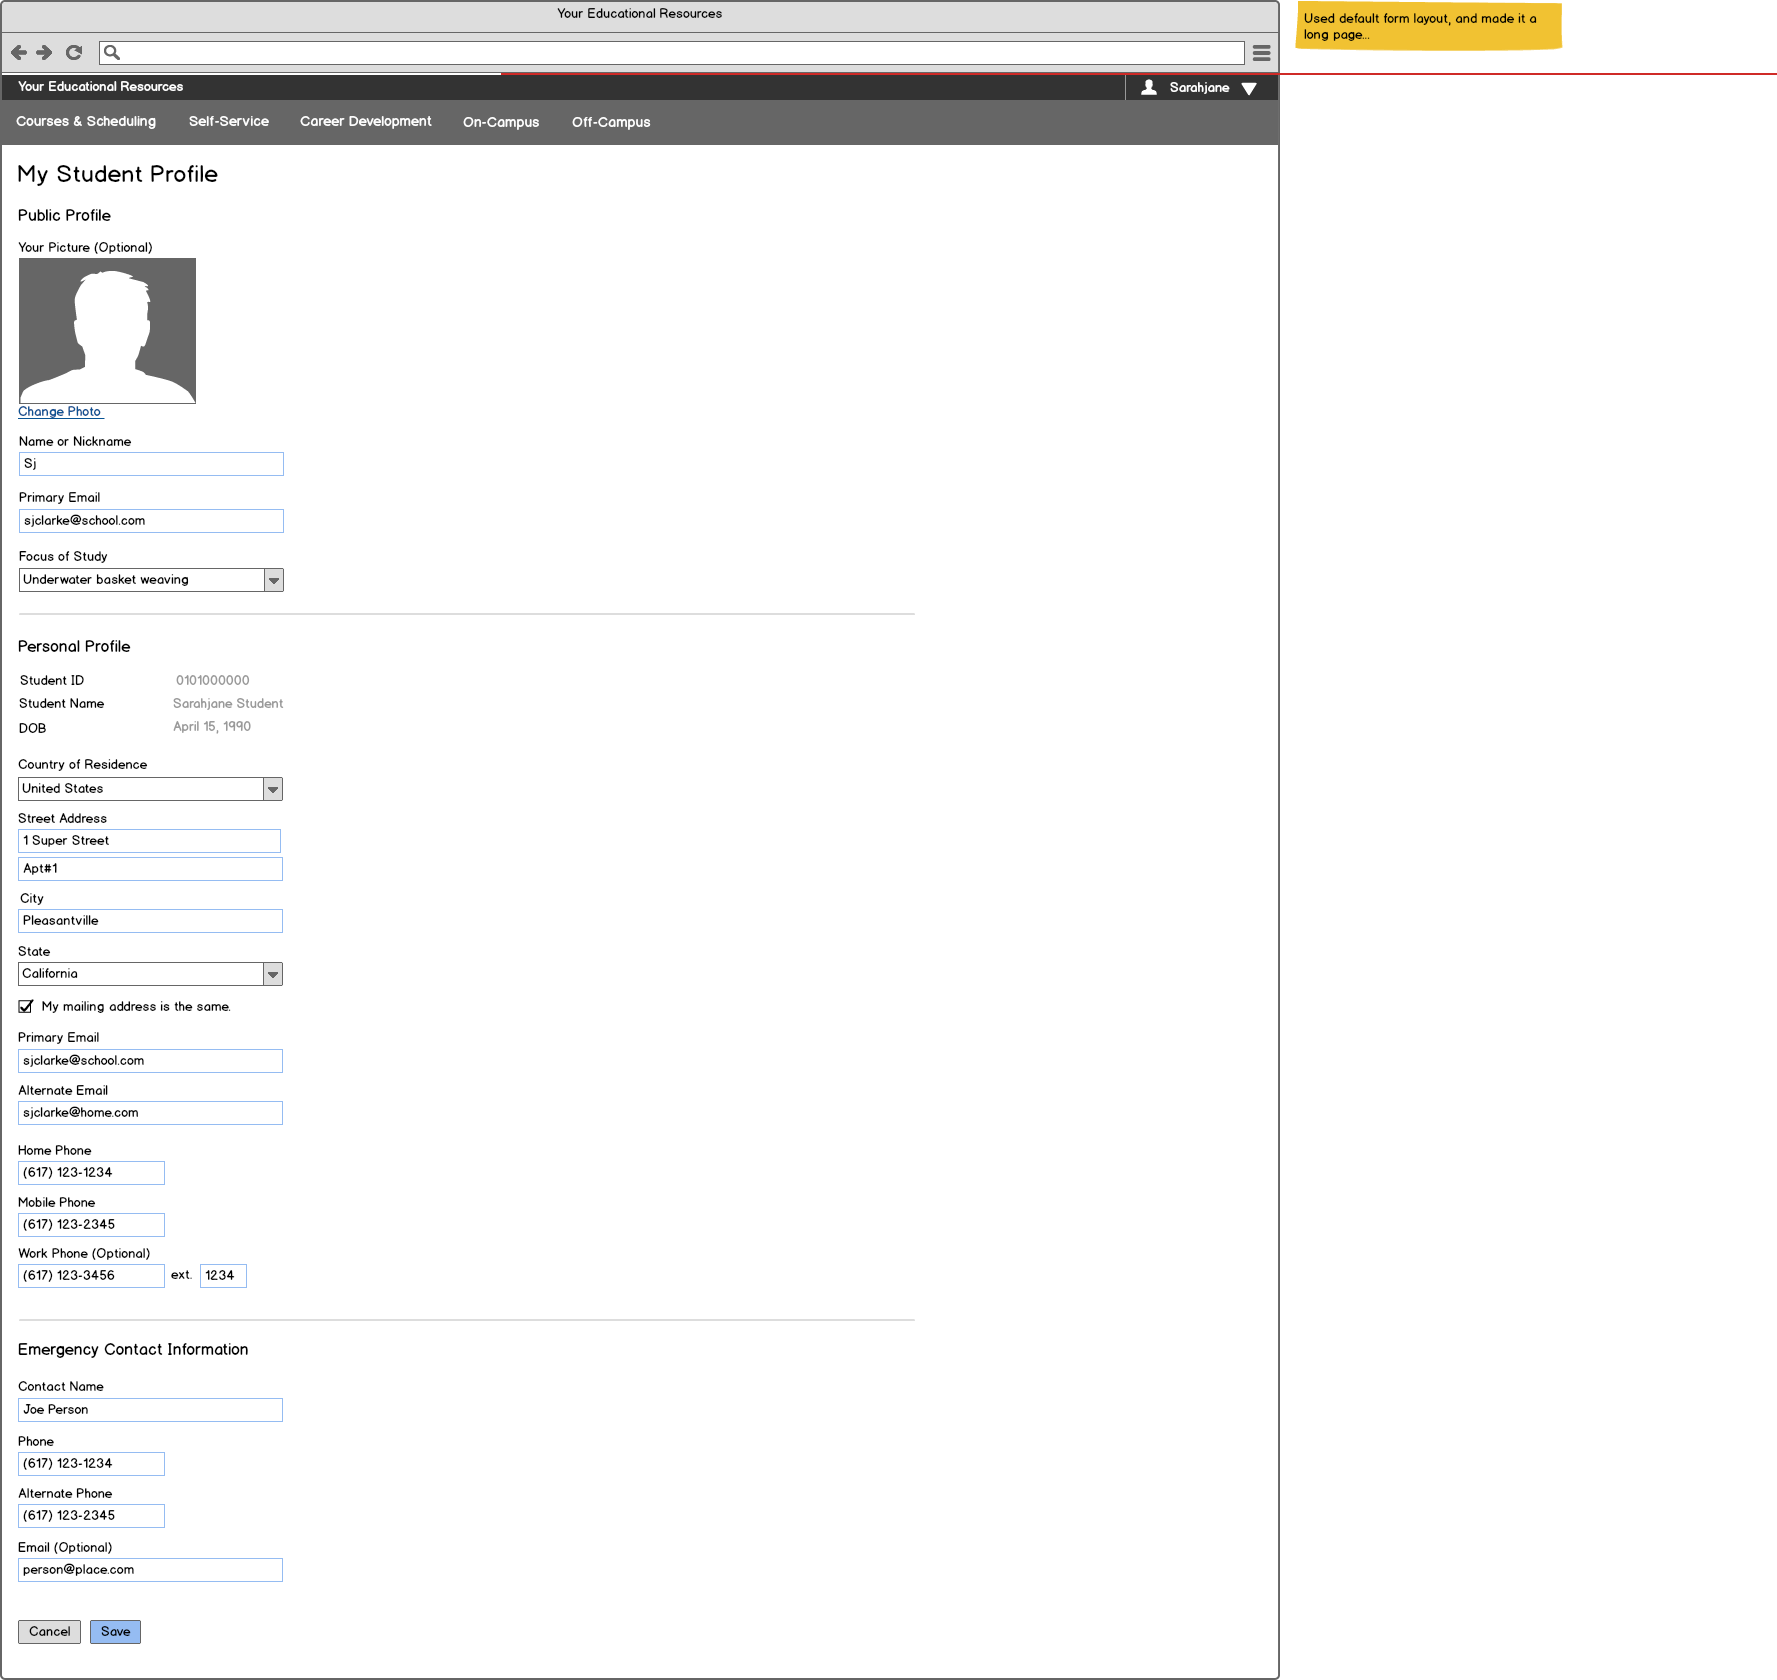 Your Educational Resources
Used default form layout, and made it a
long page...
Your Educational Resources
Sarahjane
Courses & Scheduling
Self-Service
Career Development
On-Campus
Off-Campus
My Student Profile
Public Profile
Your Picture (Optional)
Change Photo
Name or Nickname
Sj
Primary Email
sjclarke@school.com
Focus of Study
Underwater basket weaving
Personal Profile
Student ID 0101000000
Student Name Sarahjane Student
DOB April 15, 1990
Country of Residence
United States
Street Address
1 Super Street
Apt#1
City
Pleasantville
State
California
My mailing address is the same.
Primary Email
sjclarke@school.com
Alternate Email
sjclarke@home.com
Home Phone
(617) 123-1234
Mobile Phone
(617) 123-2345
Work Phone (Optional)
(617) 123-3456 ext. 1234
Emergency Contact Information
Contact Name
Joe Person
Phone
(617) 123-1234
Alternate Phone
(617) 123-2345
Email (Optional)
person@place.com
Cancel Save